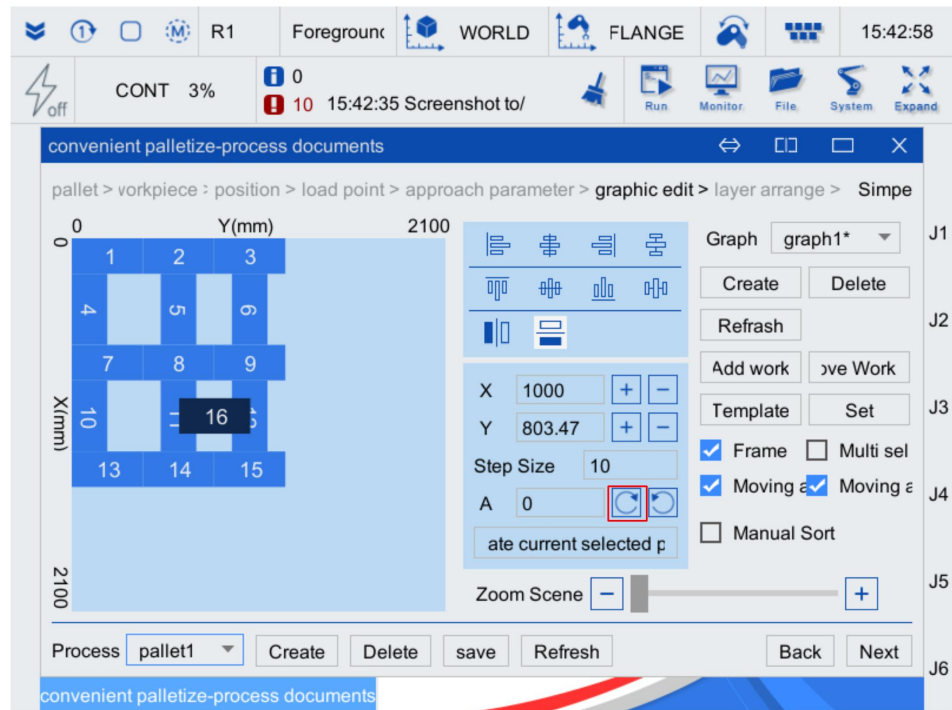 1 M R1 Foreground WORLD FLANGE 15:42:58
off CONT 3% i 0
! 10 15:42:35 Screenshot to/ Run Monitor File System Expand
convenient palletize-process documents
pallet > vorkpiece : position > load point > approach parameter > graphic edit > layer arrange > Simpe
0 Y(mm) 2100
0
X(mm)
2100
1 2 3
4 5 6
7 8 9
10 11 16
13 14 15
X 1000 + −
Y 803.47 + −
Step Size 10
A 0
ate current selected p
Zoom Scene − +
Graph graph1*
Create Delete
Refrash
Add work ove Work
Template Set
Frame Multi sel
Moving a Moving a
Manual Sort
J1
J2
J3
J4
J5
J6
Process pallet1 Create Delete save Refresh Back Next
convenient palletize-process documents